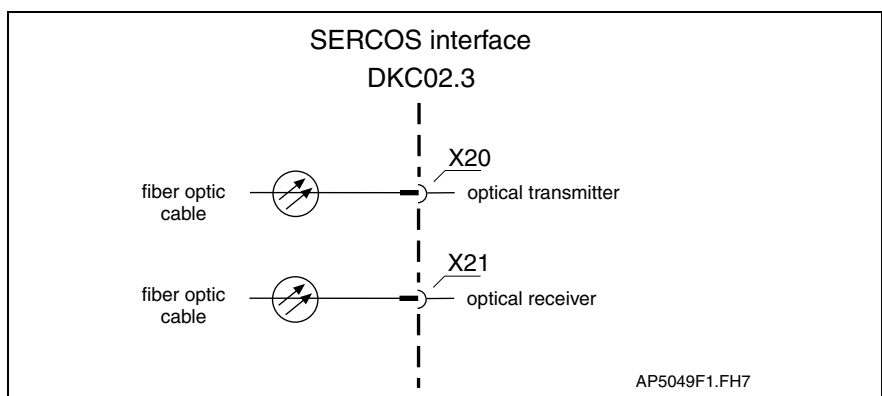 SERCOS interface
DKC02.3
X20
fiber optic
cable
optical transmitter
X21
fiber optic
cable
optical receiver
AP5049F1.FH7